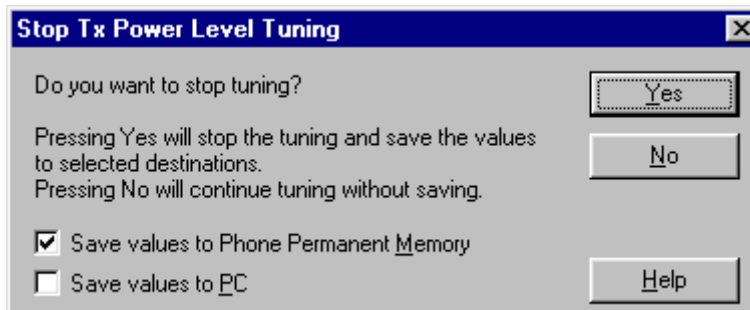 Stop Tx Power Level Tuning
Do you want to stop tuning?
Yes
Pressing Yes will stop the tuning and save the values
to selected destinations.
Pressing No will continue tuning without saving.
No
Save values to Phone Permanent Memory
Save values to PC
Help